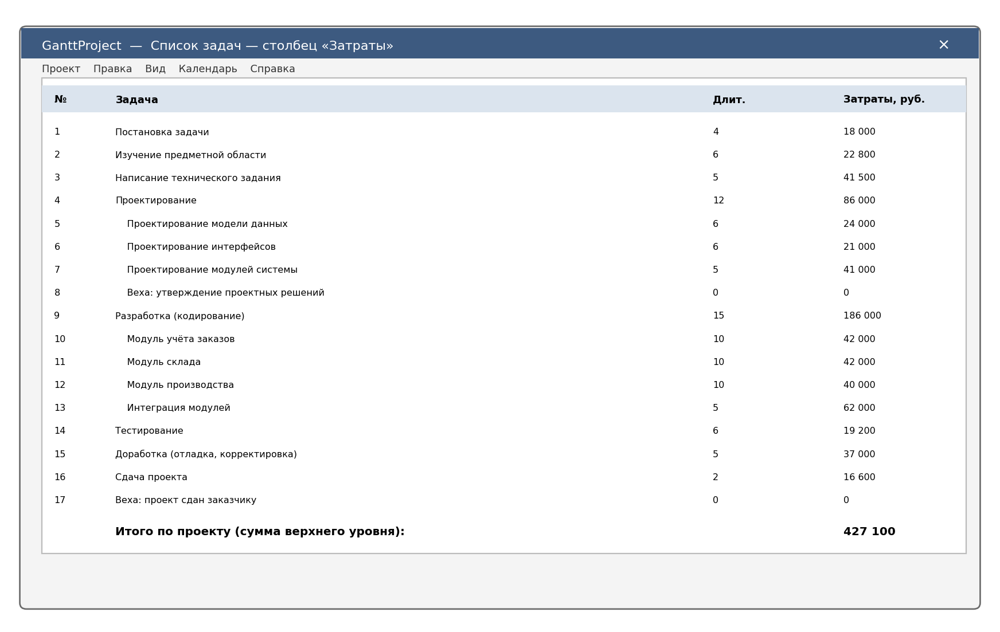 GanttProject — Список задач — столбец «Затраты» ×
Проект Правка Вид Календарь Справка
№ Задача Длит. Затраты, руб.
1 Постановка задачи 4 18 000
2 Изучение предметной области 6 22 800
3 Написание технического задания 5 41 500
4 Проектирование 12 86 000
5 Проектирование модели данных 6 24 000
6 Проектирование интерфейсов 6 21 000
7 Проектирование модулей системы 5 41 000
8 Веха: утверждение проектных решений 0 0
9 Разработка (кодирование) 15 186 000
10 Модуль учёта заказов 10 42 000
11 Модуль склада 10 42 000
12 Модуль производства 10 40 000
13 Интеграция модулей 5 62 000
14 Тестирование 6 19 200
15 Доработка (отладка, корректировка) 5 37 000
16 Сдача проекта 2 16 600
17 Веха: проект сдан заказчику 0 0
Итого по проекту (сумма верхнего уровня): 427 100